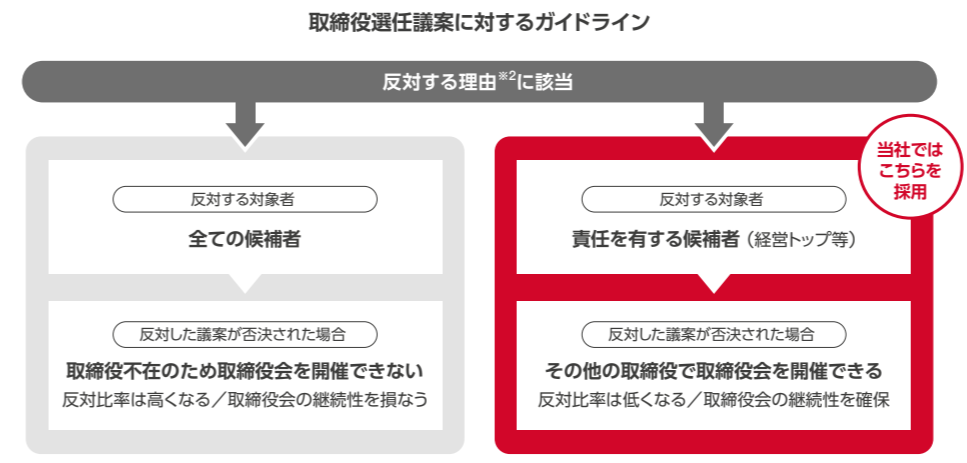 取締役選任議案に対するガイドライン
反対する理由※2に該当
反対する対象者
全ての候補者
反対した議案が否決された場合
取締役不在のため取締役会を開催できない
反対比率は高くなる／取締役会の継続性を損なう
当社では
こちらを
採用
反対する対象者
責任を有する候補者（経営トップ等）
反対した議案が否決された場合
その他の取締役で取締役会を開催できる
反対比率は低くなる／取締役会の継続性を確保